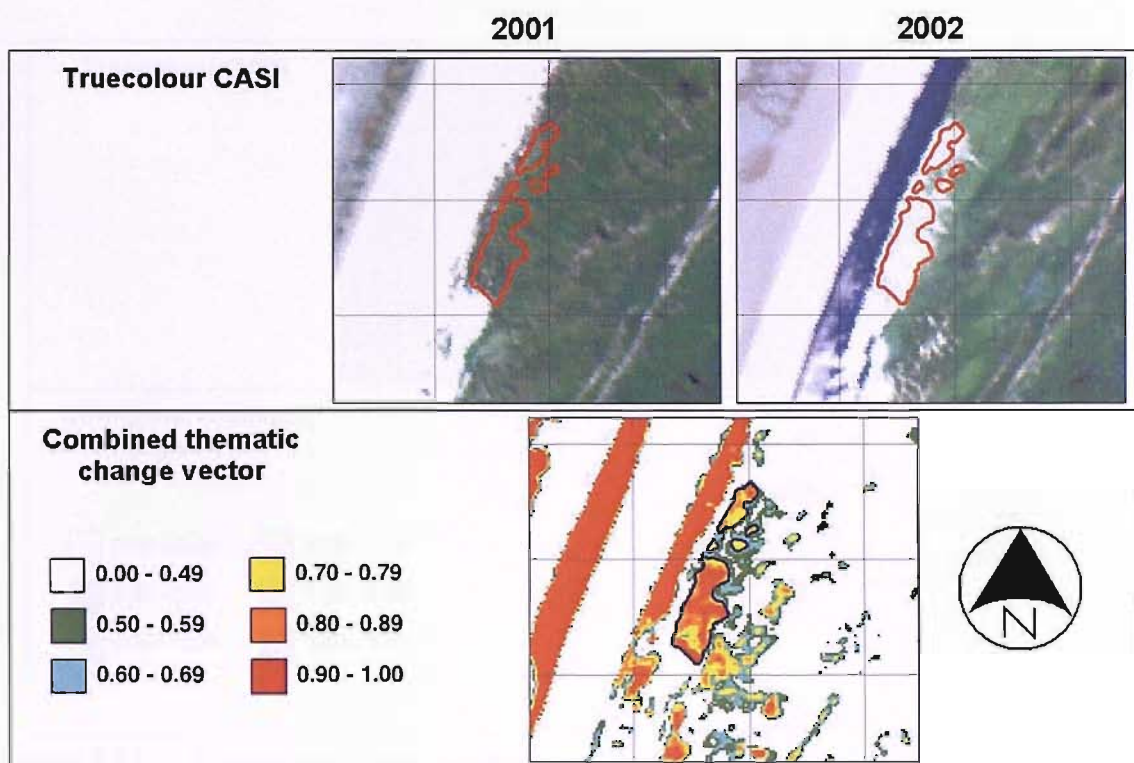 2001
2002
Truecolour CASI
Combined thematic
change vector
0.00 - 0.49
0.70 - 0.79
0.50 - 0.59
0.80 - 0.89
0.60 - 0.69
0.90 - 1.00
N